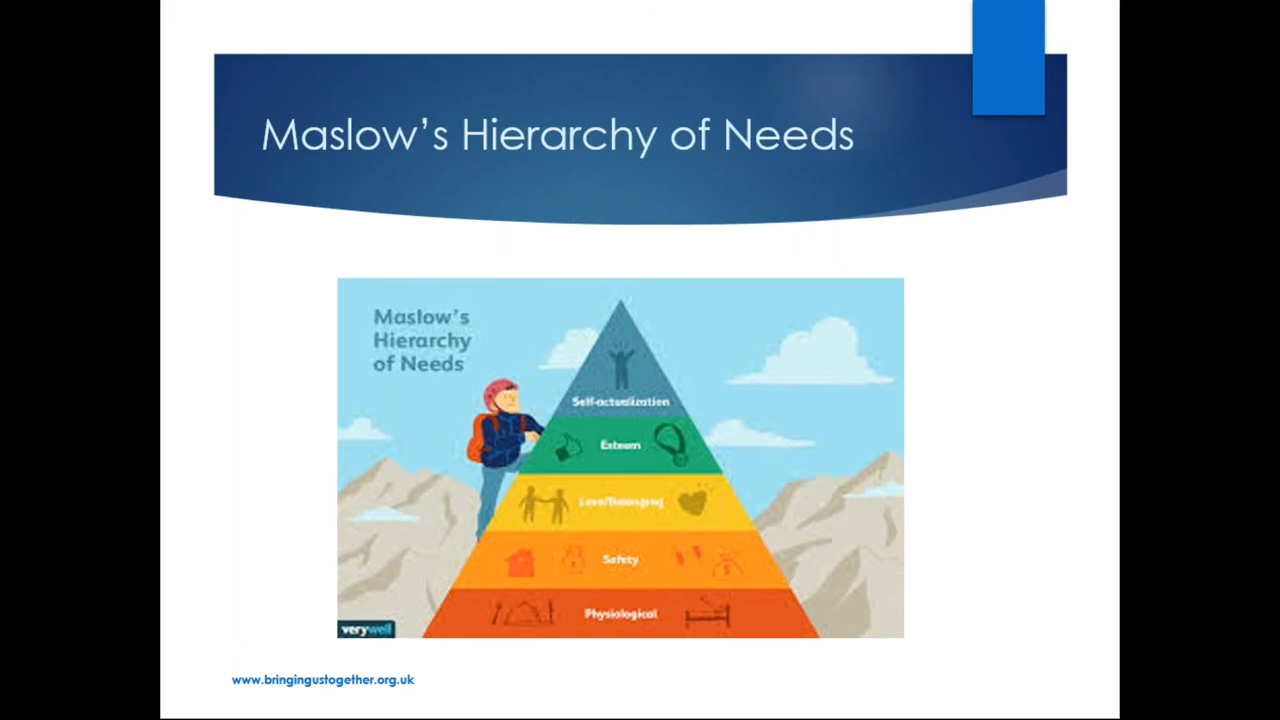 Maslow’s Hierarchy of Needs
Maslow's
Hierarchy
of Needs
Self-actualization
Esteem
Love/Belonging
Safety
Physiological
verywell
www.bringingustogether.org.uk